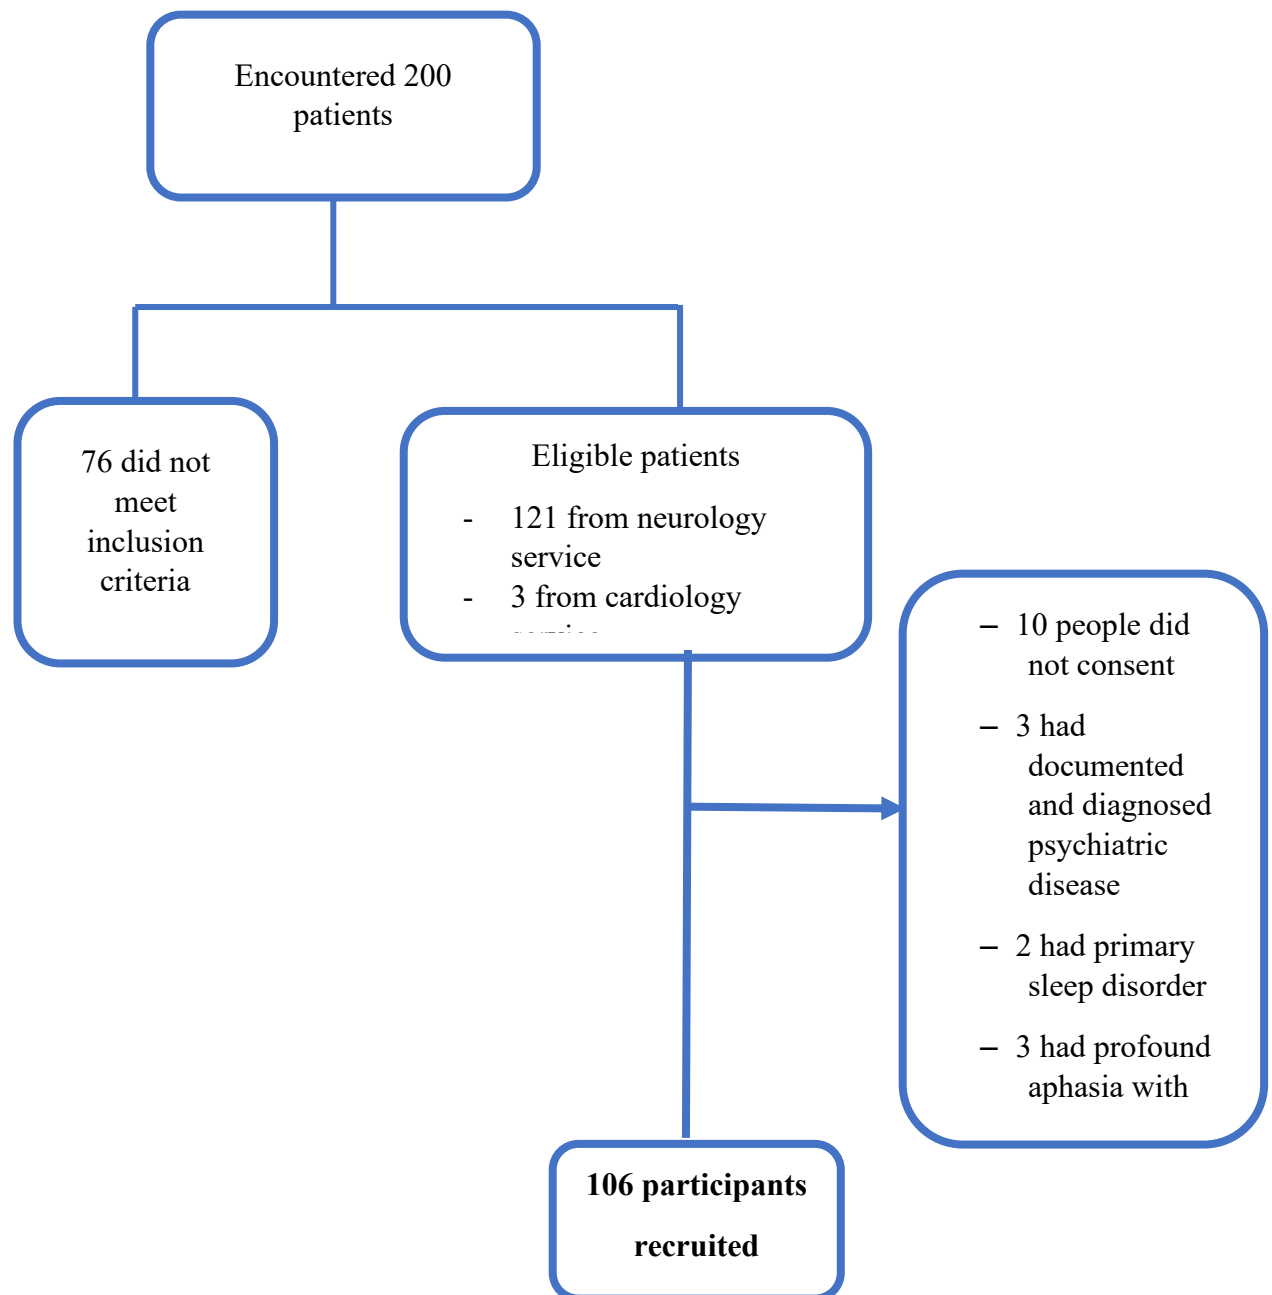 Encountered 200
patients
76 did not
meet
inclusion
criteria
Eligible patients
- 121 from neurology
service
- 3 from cardiology
– 10 people did
not consent
– 3 had
documented
and diagnosed
psychiatric
disease
– 2 had primary
sleep disorder
– 3 had profound
aphasia with
106 participants
recruited